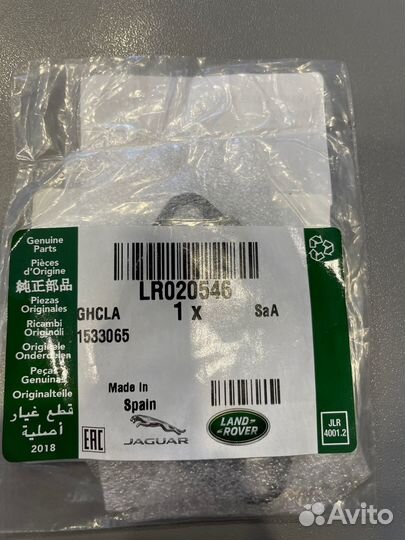 Genuine
Parts
Pièces
d'Origine
純正部品
Piezas
Originales
Ricambi
Originali
Originele
Onderdelen
Peças
Genuínas
Originalteile
قطع غيار
أصلية
2018
LR020546
1 x
GHCLA
SaA
1533065
Made In
Spain
EAC
JAGUAR
LAND-
ROVER
JLR
4001.2
Avito